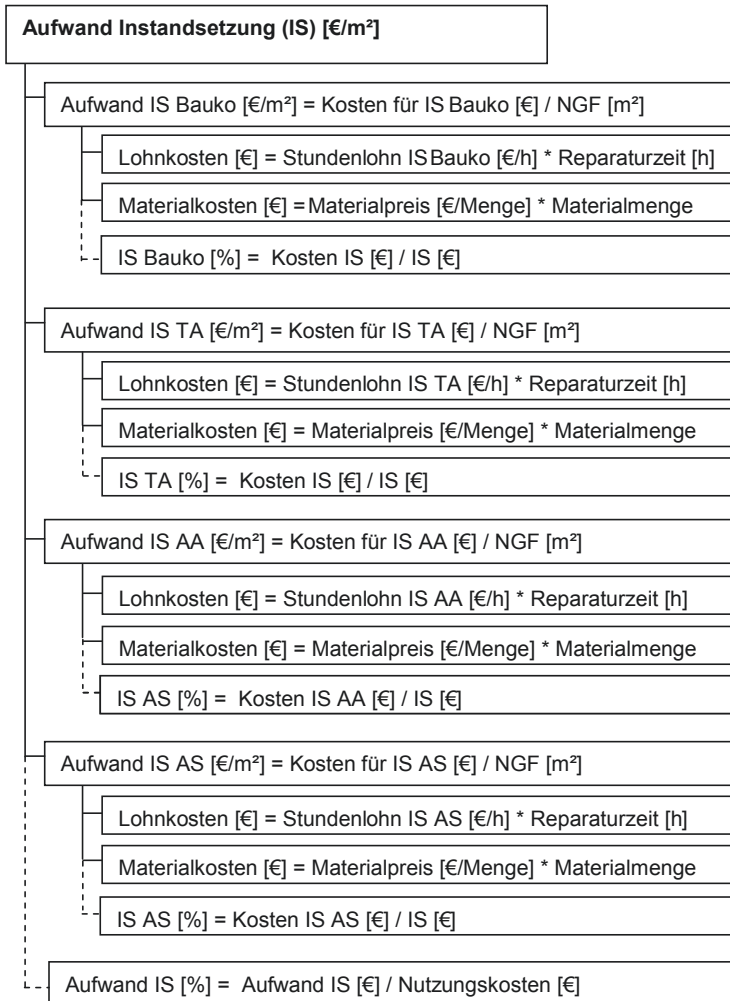 Aufwand Instandsetzung (IS) [€/m²]
Aufwand IS Bauko [€/m²] = Kosten für IS Bauko [€] / NGF [m²]
Lohnkosten [€] = Stundenlohn IS Bauko [€/h] * Reparaturzeit [h]
Materialkosten [€] = Materialpreis [€/Menge] * Materialmenge
IS Bauko [%] = Kosten IS [€] / IS [€]
Aufwand IS TA [€/m²] = Kosten für IS TA [€] / NGF [m²]
Lohnkosten [€] = Stundenlohn IS TA [€/h] * Reparaturzeit [h]
Materialkosten [€] = Materialpreis [€/Menge] * Materialmenge
IS TA [%] = Kosten IS [€] / IS [€]
Aufwand IS AA [€/m²] = Kosten für IS AA [€] / NGF [m²]
Lohnkosten [€] = Stundenlohn IS AA [€/h] * Reparaturzeit [h]
Materialkosten [€] = Materialpreis [€/Menge] * Materialmenge
IS AS [%] = Kosten IS AA [€] / IS [€]
Aufwand IS AS [€/m²] = Kosten für IS AS [€] / NGF [m²]
Lohnkosten [€] = Stundenlohn IS AS [€/h] * Reparaturzeit [h]
Materialkosten [€] = Materialpreis [€/Menge] * Materialmenge
IS AS [%] = Kosten IS AS [€] / IS [€]
Aufwand IS [%] = Aufwand IS [€] / Nutzungskosten [€]